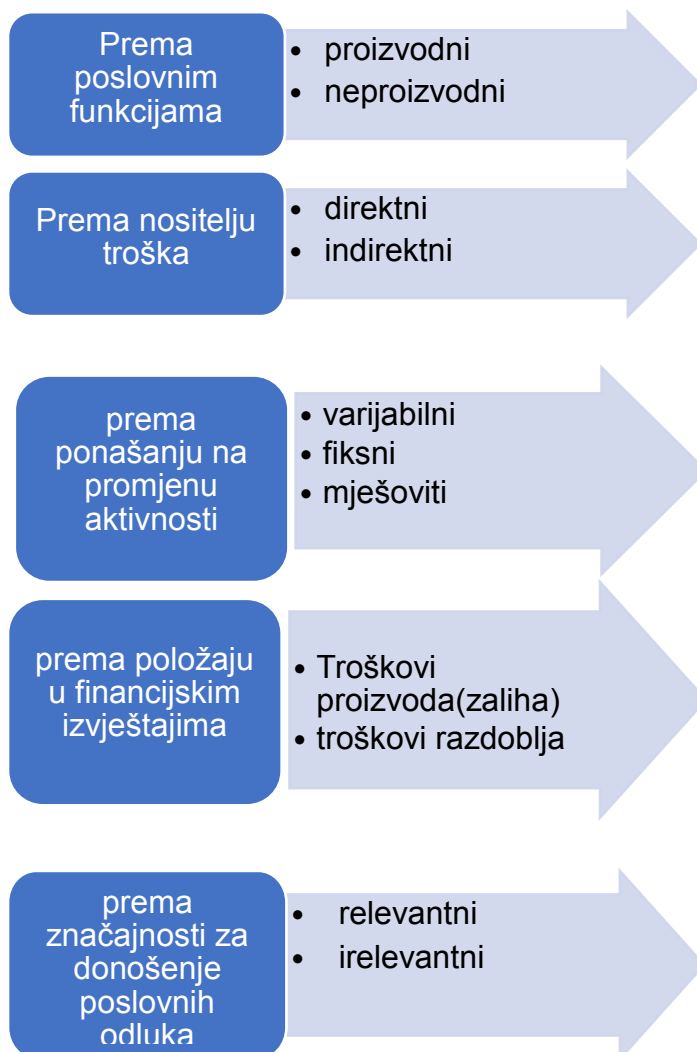 Prema
poslovnim
funkcijama
• proizvodni
• neproizvodni
Prema nositelju
troška
• direktni
• indirektni
prema
ponašanju na
promjenu
aktivnosti
• varijabilni
• fiksni
• mješoviti
prema položaju
u financijskim
izvještajima
• Troškovi
proizvoda(zaliha)
• troškovi razdoblja
prema
značajnosti za
donošenje
poslovnih
odluka
• relevantni
• irelevantni